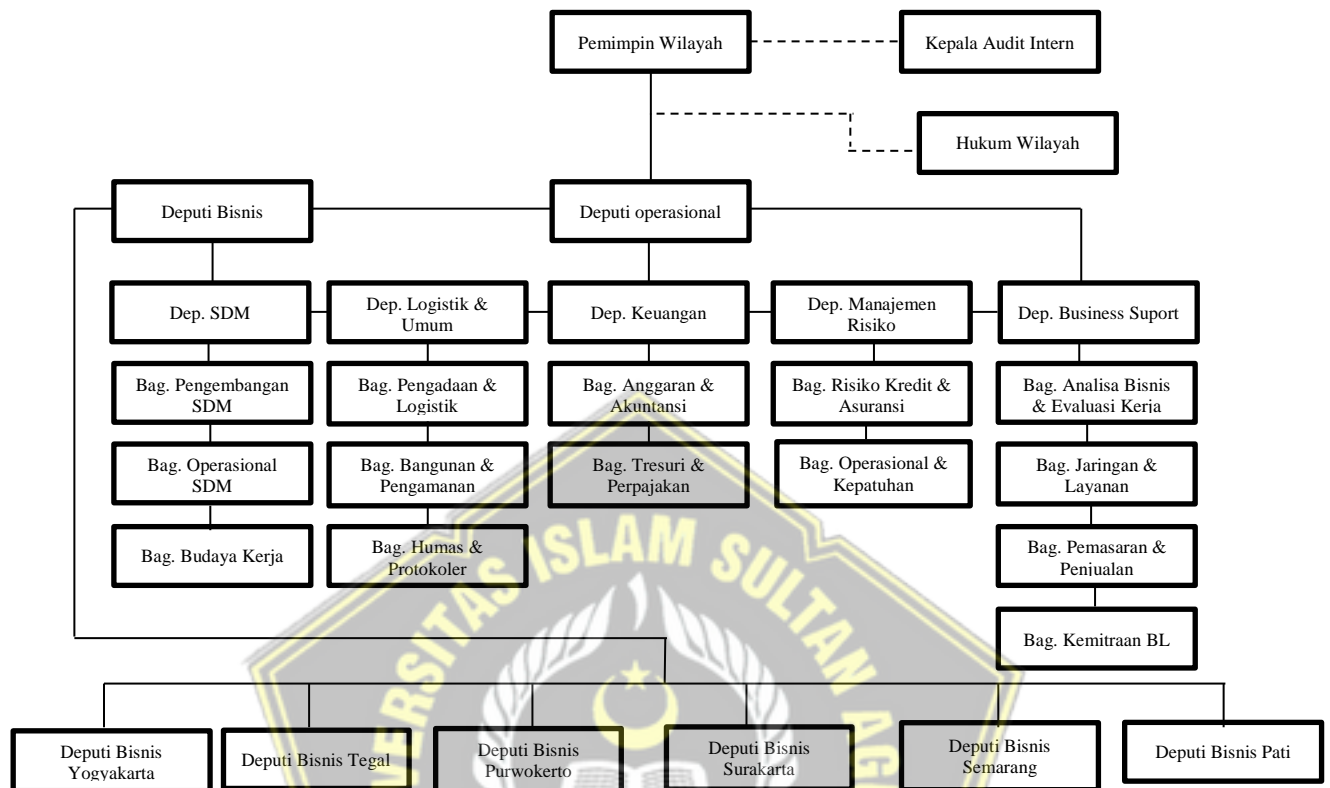 Pemimpin Wilayah
Kepala Audit Intern
Hukum Wilayah
Deputi Bisnis
Deputi operasional
Dep. SDM
Dep. Logistik &
Umum
Dep. Keuangan
Dep. Manajemen
Risiko
Dep. Business Suport
Bag. Pengembangan
SDM
Bag. Pengadaan &
Logistik
Bag. Anggaran &
Akuntansi
Bag. Risiko Kredit &
Asuransi
Bag. Analisa Bisnis
& Evaluasi Kerja
Bag. Operasional
SDM
Bag. Bangunan &
Pengamanan
Bag. Tresuri &
Perpajakan
Bag. Operasional &
Kepatuhan
Bag. Jaringan &
Layanan
Bag. Budaya Kerja
Bag. Humas &
Protokoler
Bag. Pemasaran &
Penjualan
Bag. Kemitraan BL
ISLAM SULTAN
Deputi Bisnis
Yogyakarta
Deputi Bisnis Tegal
Deputi Bisnis
Purwokerto
Deputi Bisnis
Surakarta
Deputi Bisnis
Semarang
Deputi Bisnis Pati